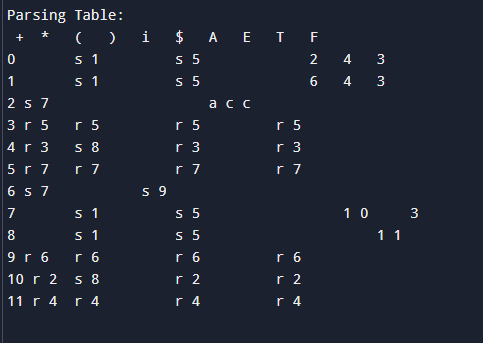 Parsing Table:
+ * ( ) i $ A E T F
0 s 1 s 5 2 4 3
1 s 1 s 5 6 4 3
2 s 7 a c c
3 r 5 r 5 r 5 r 5
4 r 3 s 8 r 3 r 3
5 r 7 r 7 r 7 r 7
6 s 7 s 9
7 s 1 s 5 1 0 3
8 s 1 s 5 1 1
9 r 6 r 6 r 6 r 6
10 r 2 s 8 r 2 r 2
11 r 4 r 4 r 4 r 4